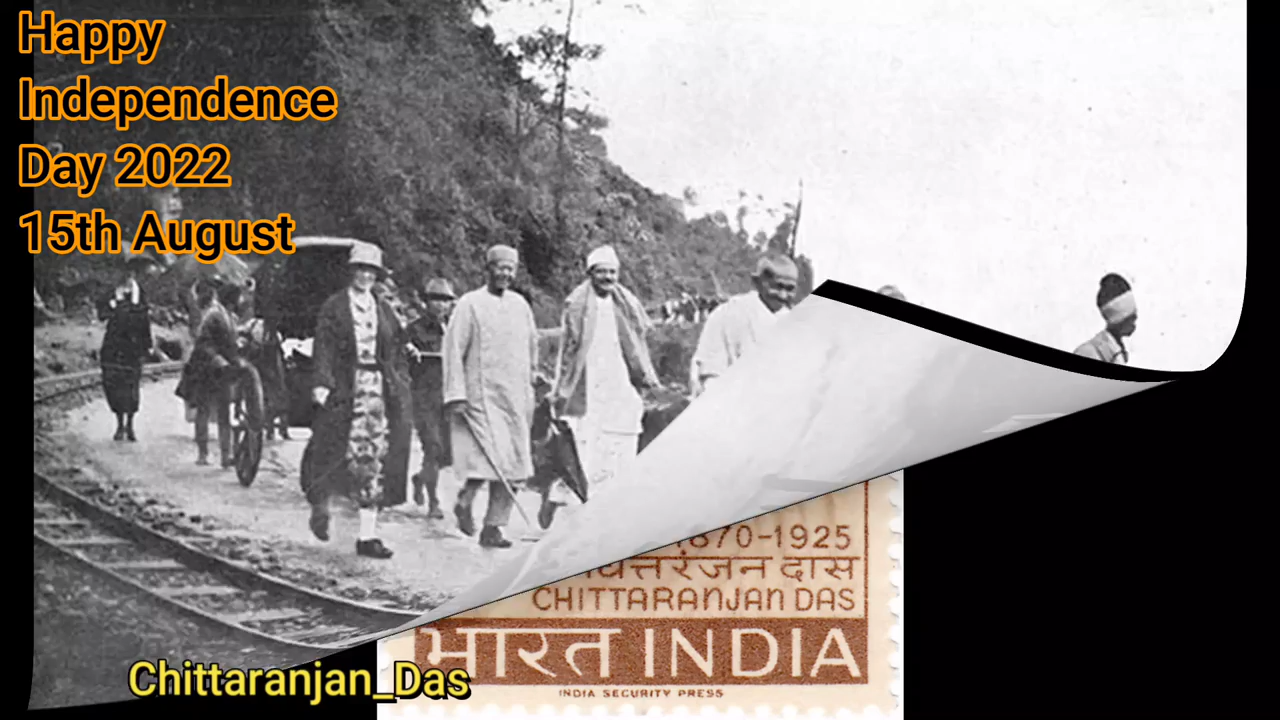 Happy
Independence
Day 2022
15th August
1870-1925
चित्तरंजन दास
CHITTARANJAN DAS
भारत INDIA
INDIA SECURITY PRESS
Chittaranjan_Das